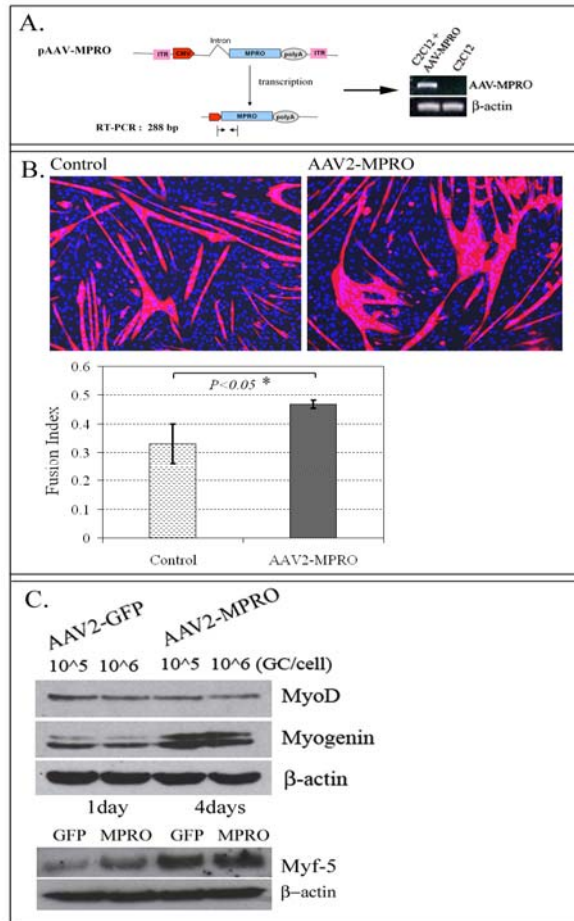 A.
pAAV-MPRO
ITR CMV Intron MPRO polyA ITR
transcription
MPRO polyA
RT-PCR : 288 bp
C2C12 + AAV-MPRO
C2C12
AAV-MPRO
β-actin
B.
Control
AAV2-MPRO
P<0.05 *
Fusion Index
0.6
0.5
0.4
0.3
0.2
0.1
0
Control AAV2-MPRO
C.
AAV2-GFP AAV2-MPRO
10^5 10^6 10^5 10^6 (GC/cell)
MyoD
Myogenin
β-actin
1day 4days
GFP MPRO GFP MPRO
Myf-5
β-actin